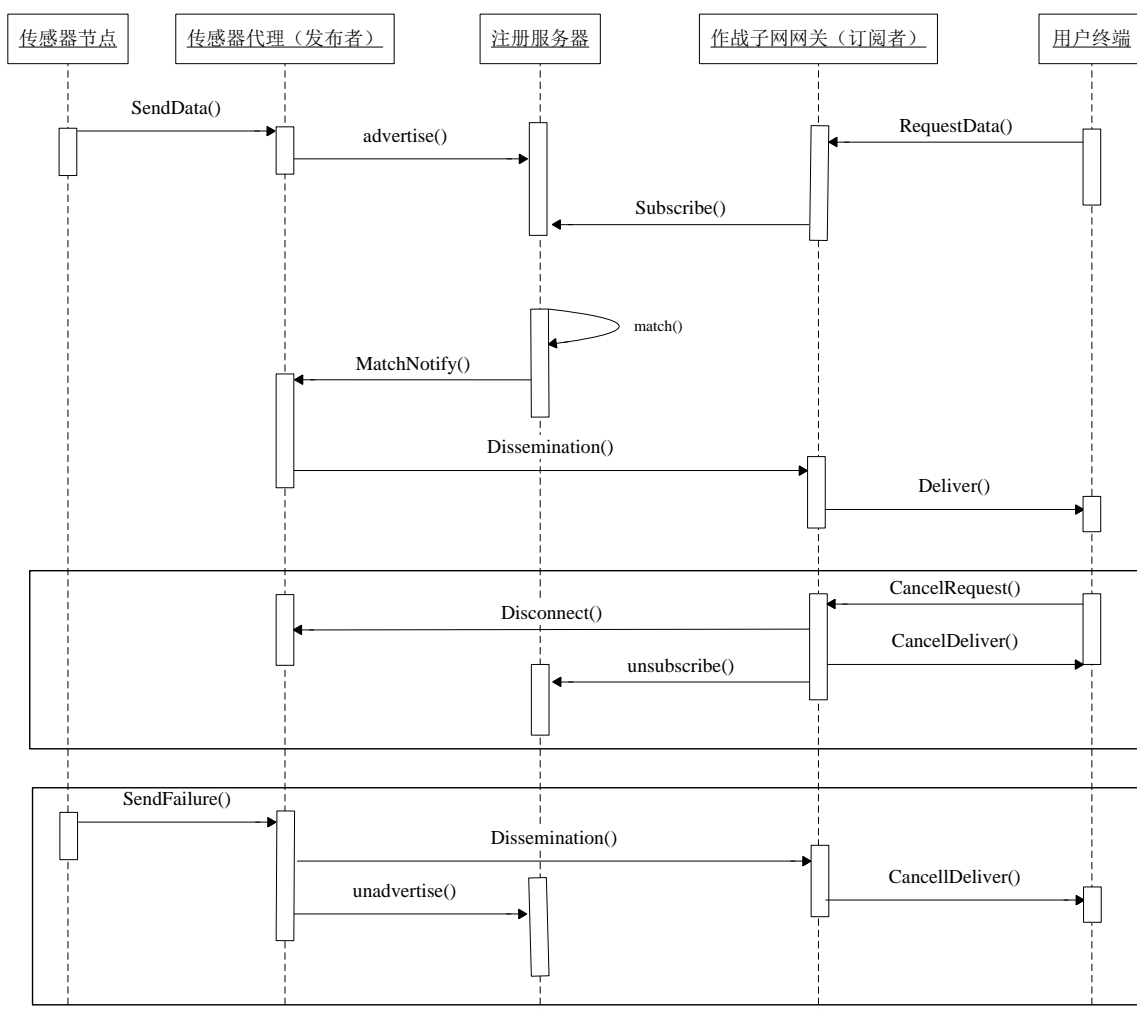 传感器节点
传感器代理（发布者）
注册服务器
作战子网网关（订阅者）
用户终端
SendData()
advertise()
RequestData()
Subscribe()
match()
MatchNotify()
Dissemination()
Deliver()
CancelRequest()
Disconnect()
CancelDeliver()
unsubscribe()
SendFailure()
Dissemination()
CancellDeliver()
unadvertise()